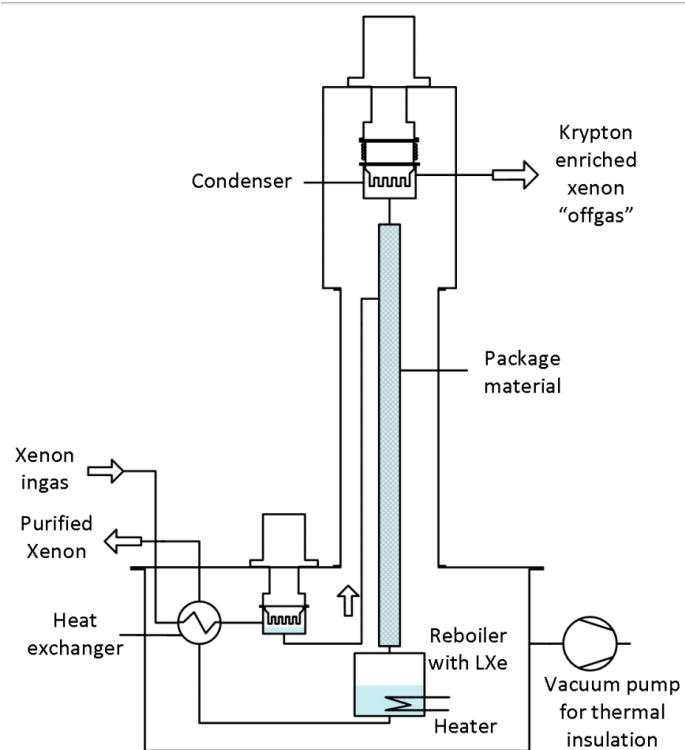 Krypton
enriched
xenon
“offgas”
Condenser
Package
material
Xenon
ingas
Purified
Xenon
Heat
exchanger
Reboiler
with LXe
Heater
Vacuum pump
for thermal
insulation